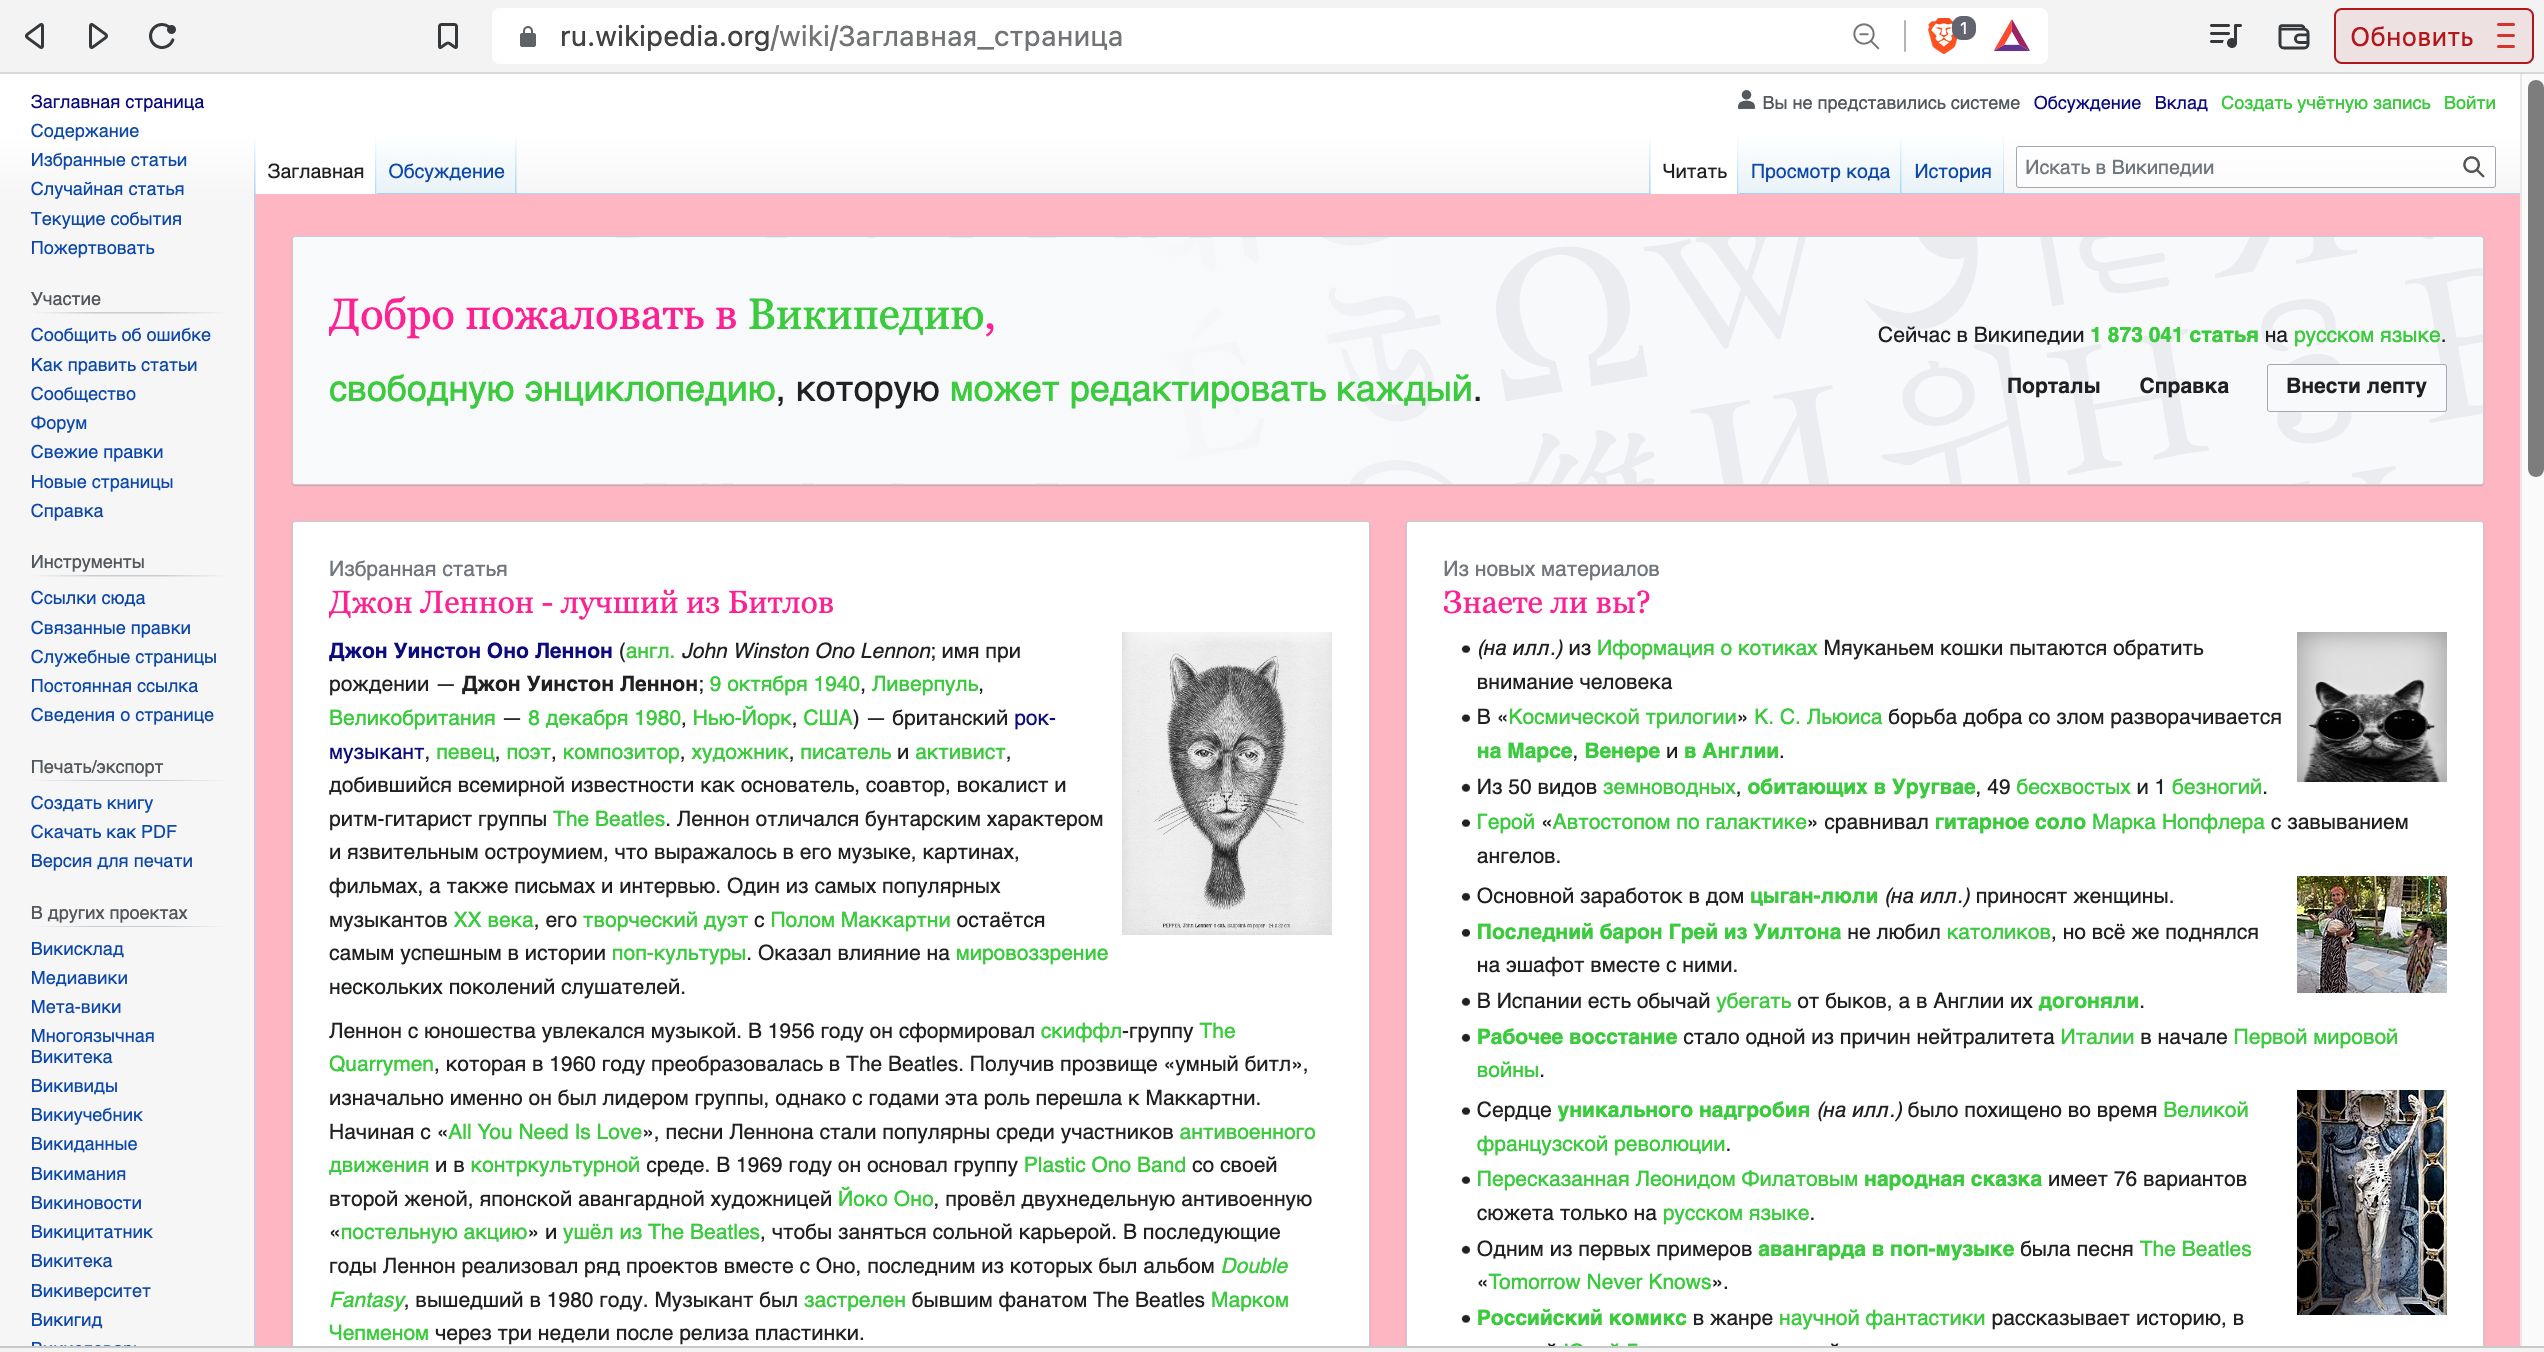 ru.wikipedia.org/wiki/Заглавная_страница
1
Обновить
Заглавная страница
Содержание
Избранные статьи
Случайная статья
Текущие события
Пожертвовать
Участие
Сообщить об ошибке
Как править статьи
Сообщество
Форум
Свежие правки
Новые страницы
Справка
Инструменты
Ссылки сюда
Связанные правки
Служебные страницы
Постоянная ссылка
Сведения о странице
Печать/экспорт
Создать книгу
Скачать как PDF
Версия для печати
В других проектах
Викисклад
Медиавики
Мета-вики
Многоязычная
Викитека
Викивиды
Викиучебник
Викиданные
Викимания
Викиновости
Викицитатник
Викитека
Викиверситет
Викигид
Вы не представились системе Обсуждение Вклад Создать учётную запись Войти
Заглавная Обсуждение
Читать Просмотр кода История Искать в Википедии
Добро пожаловать в Википедию,
свободную энциклопедию, которую может редактировать каждый.
Сейчас в Википедии 1 873 041 статья на русском языке.
Порталы Справка Внести лепту
Избранная статья
Джон Леннон - лучший из Битлов
Джон Уинстон Оно Леннон (англ. John Winston Ono Lennon; имя при
рождении — Джон Уинстон Леннон; 9 октября 1940, Ливерпуль,
Великобритания — 8 декабря 1980, Нью-Йорк, США) — британский рок-
музыкант, певец, поэт, композитор, художник, писатель и активист,
добившийся всемирной известности как основатель, соавтор, вокалист и
ритм-гитарист группы The Beatles. Леннон отличался бунтарским характером
и язвительным остроумием, что выражалось в его музыке, картинах,
фильмах, а также письмах и интервью. Один из самых популярных
музыкантов XX века, его творческий дуэт с Полом Маккартни остаётся
самым успешным в истории поп-культуры. Оказал влияние на мировоззрение
нескольких поколений слушателей.
Леннон с юношества увлекался музыкой. В 1956 году он сформировал скиффл-группу The
Quarrymen, которая в 1960 году преобразовалась в The Beatles. Получив прозвище «умный битл»,
изначально именно он был лидером группы, однако с годами эта роль перешла к Маккартни.
Начиная с «All You Need Is Love», песни Леннона стали популярны среди участников антивоенного
движения и в контркультурной среде. В 1969 году он основал группу Plastic Ono Band со своей
второй женой, японской авангардной художницей Йоко Оно, провёл двухнедельную антивоенную
«постельную акцию» и ушёл из The Beatles, чтобы заняться сольной карьерой. В последующие
годы Леннон реализовал ряд проектов вместе с Оно, последним из которых был альбом Double
Fantasy, вышедший в 1980 году. Музыкант был застрелен бывшим фанатом The Beatles Марком
Чепменом через три недели после релиза пластинки.
Из новых материалов
Знаете ли вы?
(на илл.) из Иформация о котиках Мяуканьем кошки пытаются обратить
внимание человека
В «Космической трилогии» К. С. Льюиса борьба добра со злом разворачивается
на Марсе, Венере и в Англии.
Из 50 видов земноводных, обитающих в Уругвае, 49 бесхвостых и 1 безногий.
Герой «Автостопом по галактике» сравнивал гитарное соло Марка Нопфлера с завыванием
ангелов.
Основной заработок в дом цыган-люли (на илл.) приносят женщины.
Последний барон Грей из Уилтона не любил католиков, но всё же поднялся
на эшафот вместе с ними.
В Испании есть обычай убегать от быков, а в Англии их догоняли.
Рабочее восстание стало одной из причин нейтралитета Италии в начале Первой мировой
войны.
Сердце уникального надгробия (на илл.) было похищено во время Великой
французской революции.
Пересказанная Леонидом Филатовым народная сказка имеет 76 вариантов
сюжета только на русском языке.
Одним из первых примеров авангарда в поп-музыке была песня The Beatles
«Tomorrow Never Knows».
Российский комикс в жанре научной фантастики рассказывает историю, в